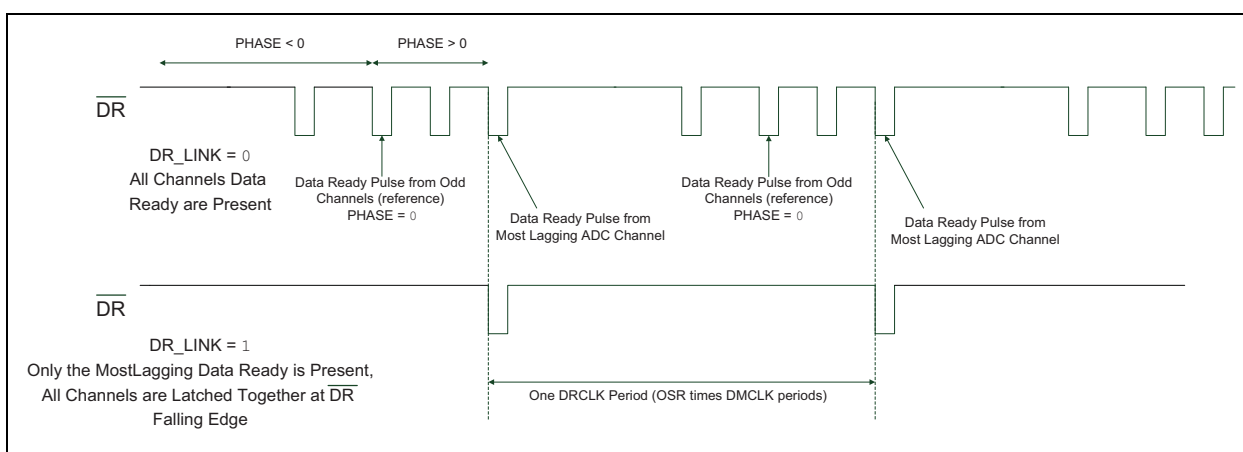 PHASE < 0
PHASE > 0
DR
DR_LINK = 0
All Channels Data
Ready are Present
Data Ready Pulse from Odd
Channels (reference)
PHASE = 0
Data Ready Pulse from
Most Lagging ADC Channel
Data Ready Pulse from Odd
Channels (reference)
PHASE = 0
Data Ready Pulse from
Most Lagging ADC Channel
DR
DR_LINK = 1
Only the MostLagging Data Ready is Present,
All Channels are Latched Together at DR
Falling Edge
One DRCLK Period (OSR times DMCLK periods)